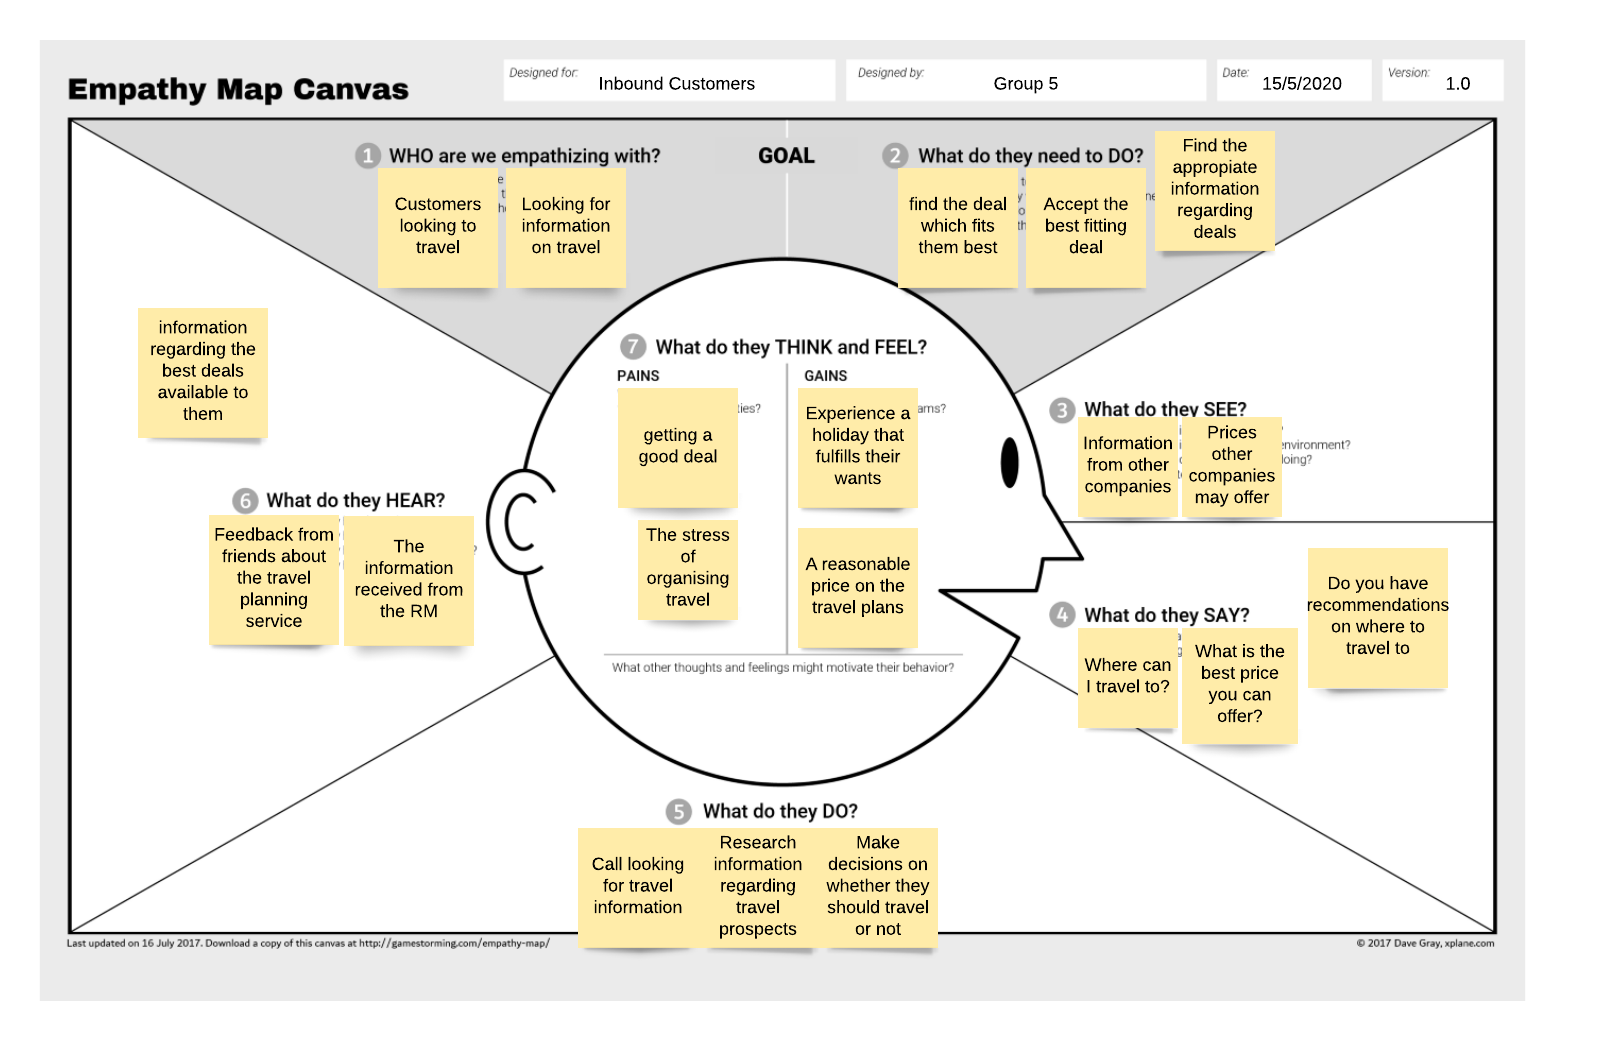 Empathy Map Canvas
Designed for:
Inbound Customers
Designed by:
Group 5
Date:
15/5/2020
Version:
1.0
1
WHO are we empathizing with?
Customers
looking to
travel
Looking for
information
on travel
GOAL
2
What do they need to DO?
find the deal
which fits
them best
Accept the
best fitting
deal
Find the
appropiate
information
regarding
deals
information
regarding the
best deals
available to
them
7
What do they THINK and FEEL?
PAINS
getting a
good deal
The stress
of
organising
travel
GAINS
Experience a
holiday that
fulfills their
wants
A reasonable
price on the
travel plans
What other thoughts and feelings might motivate their behavior?
3
What do they SEE?
Information
from other
companies
Prices
other
companies
may offer
environment?
6
What do they HEAR?
Feedback from
friends about
the travel
planning
service
The
information
received from
the RM
4
What do they SAY?
Where can
I travel to?
What is the
best price
you can
offer?
Do you have
recommendations
on where to
travel to
5
What do they DO?
Call looking
for travel
information
Research
information
regarding
travel
prospects
Make
decisions on
whether they
should travel
or not
Last updated on 16 July 2017. Download a copy of this canvas at http://gamestorming.com/empathy-map/
© 2017 Dave Gray, xplane.com